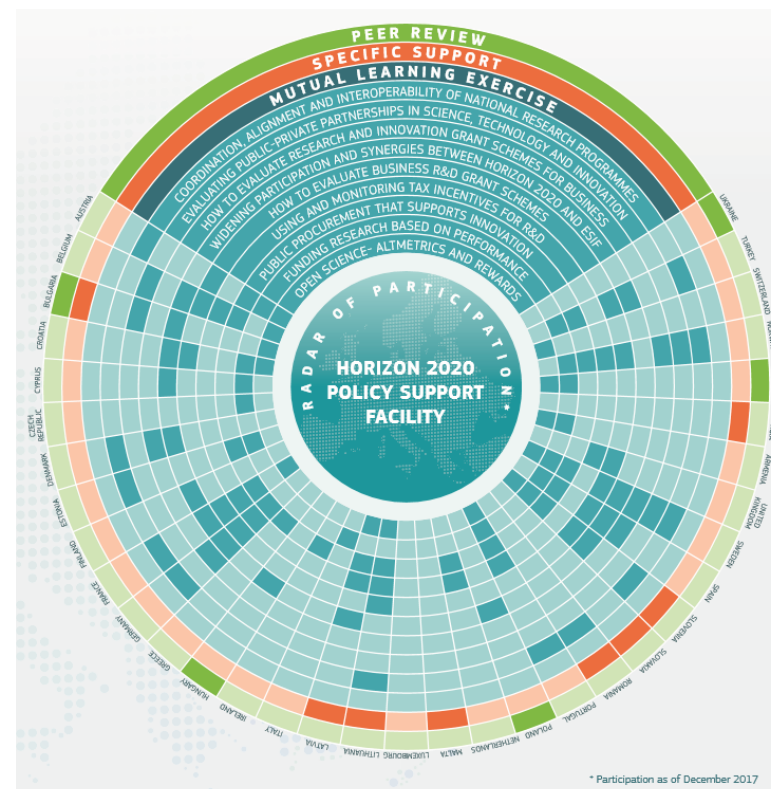 PEER REVIEW
SPECIFIC SUPPORT
MUTUAL LEARNING EXERCISE
COORDINATION, ALIGNMENT AND INTEROPERABILITY OF NATIONAL RESEARCH PROGRAMMES
EVALUATING PUBLIC-PRIVATE PARTNERSHIPS IN SCIENCE, TECHNOLOGY AND INNOVATION
HOW TO EVALUATE RESEARCH AND INNOVATION GRANT SCHEMES FOR BUSINESS
WIDENING PARTICIPATION AND SYNERGIES BETWEEN HORIZON 2020 AND ESIF
HOW TO EVALUATE BUSINESS R&D GRANT SCHEMES
USING AND MONITORING TAX INCENTIVES FOR R&D
PUBLIC PROCUREMENT THAT SUPPORTS INNOVATION
FUNDING RESEARCH BASED ON PERFORMANCE
OPEN SCIENCE- ALTMETRICS AND REWARDS
RADAR OF PARTICIPATION*
HORIZON 2020
POLICY SUPPORT
FACILITY
AUSTRIA
BELGIUM
BULGARIA
CROATIA
CYPRUS
CZECH
REPUBLIC
DENMARK
ESTONIA
FINLAND
FRANCE
GERMANY
GREECE
HUNGARY
IRELAND
ITALY
LATVIA
LITHUANIA
LUXEMBOURG
MALTA
NETHERLANDS
POLAND
PORTUGAL
ROMANIA
SLOVAKIA
SLOVENIA
SPAIN
SWEDEN
UNITED
KINGDOM
ARMENIA
SWITZERLAND
TURKEY
UKRAINE
* Participation as of December 2017